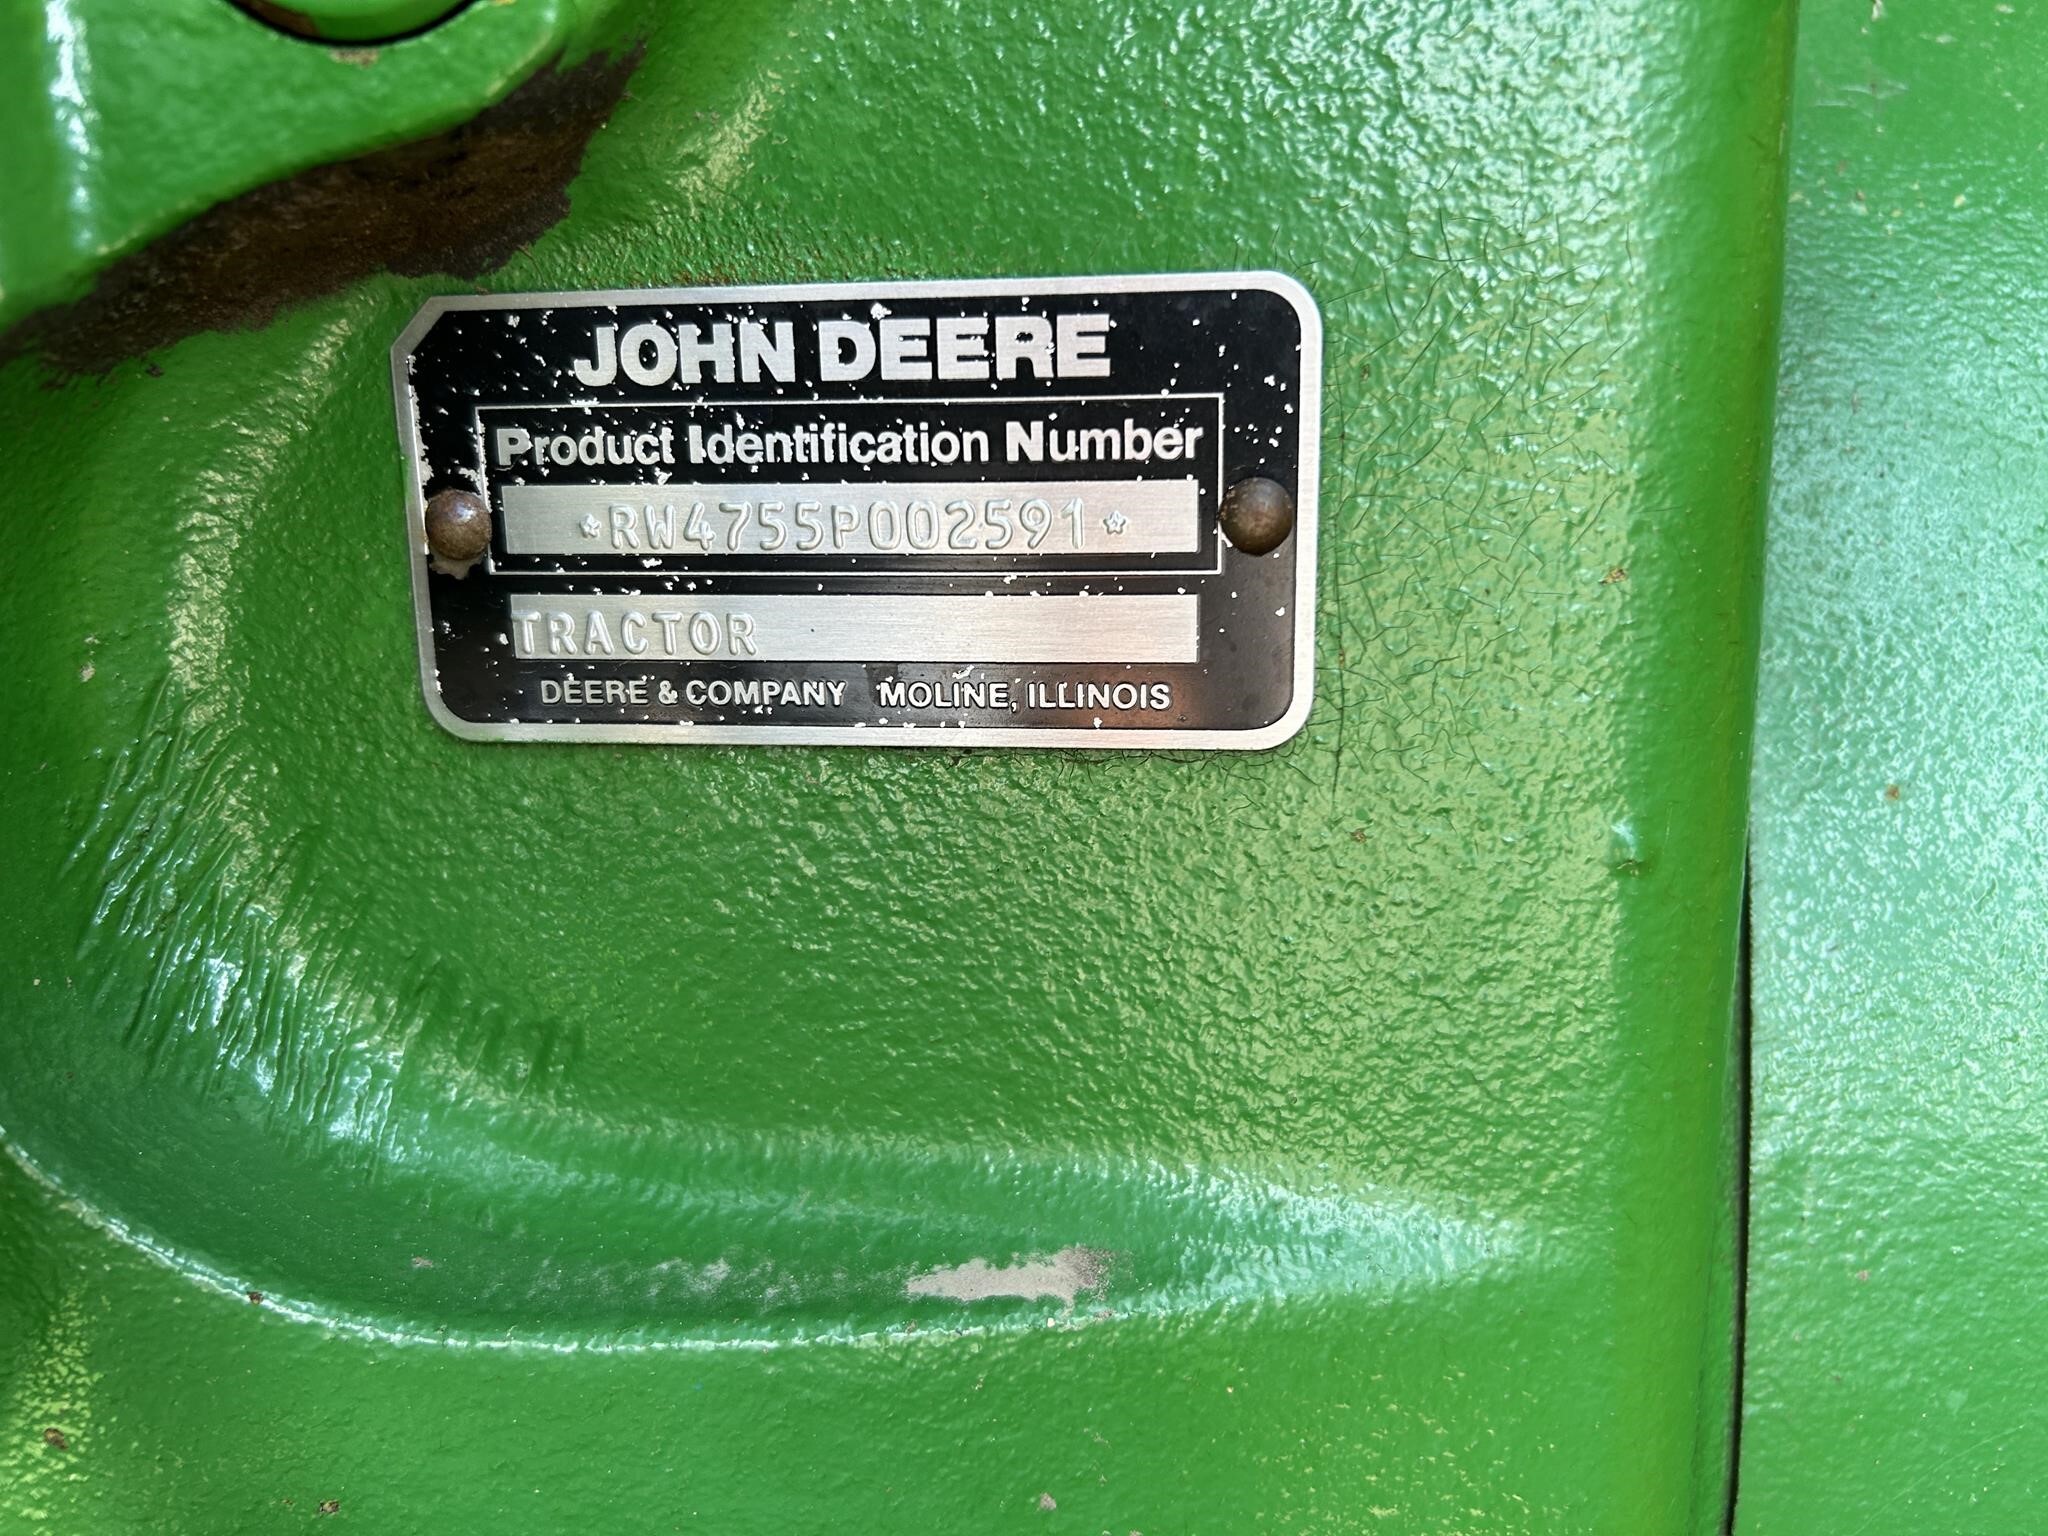 JOHN DEERE
Product Identification Number
*RW4755P002591*
TRACTOR
DEERE & COMPANY MOLINE, ILLINOIS